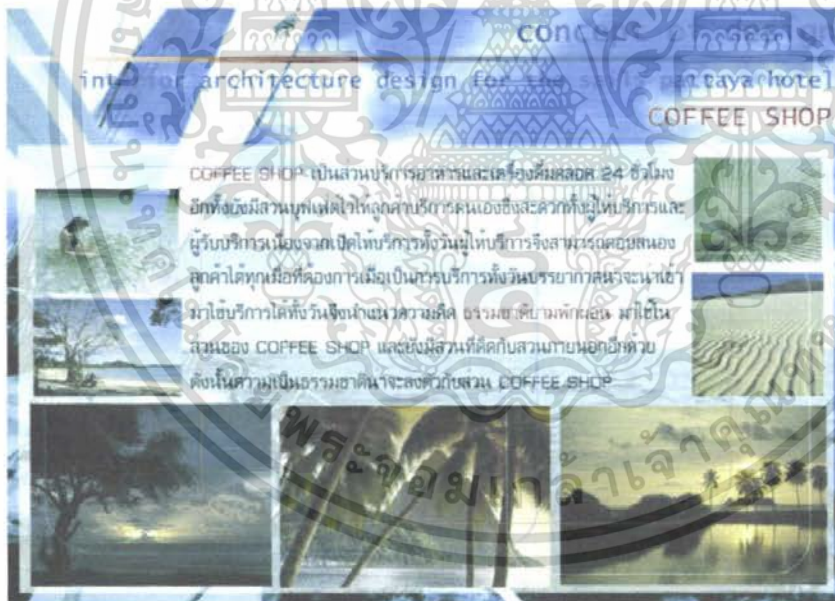 concept of design
interior architecture design for the pattaya hotel
COFFEE SHOP
COFFEE SHOP เป็นส่วนบริการอาหารและเครื่องดื่มตลอด 24 ชั่วโมง
อีกทั้งยังมีส่วนบุฟเฟ่ต์ไว้ให้ลูกค้าบริการตนเองซึ่งสะดวกทั้งผู้ให้บริการและ
ผู้รับบริการเนื่องจากเปิดให้บริการทั้งวันผู้ให้บริการจึงสามารถตอบสนอง
ลูกค้าได้ทุกเมื่อที่ต้องการเมื่อเป็นการบริการทั้งวันบรรยากาศน่าจะน่าเข้า
มาใช้บริการได้ทั้งวันจึงนำแนวความคิด ธรรมชาติยามพักผ่อน มาใช้ใน
ส่วนของ COFFEE SHOP และยังมีส่วนที่ติดกับสวนภายนอกอีกด้วย
ดังนั้นความเป็นธรรมชาติน่าจะลงตัวกับส่วน COFFEE SHOP